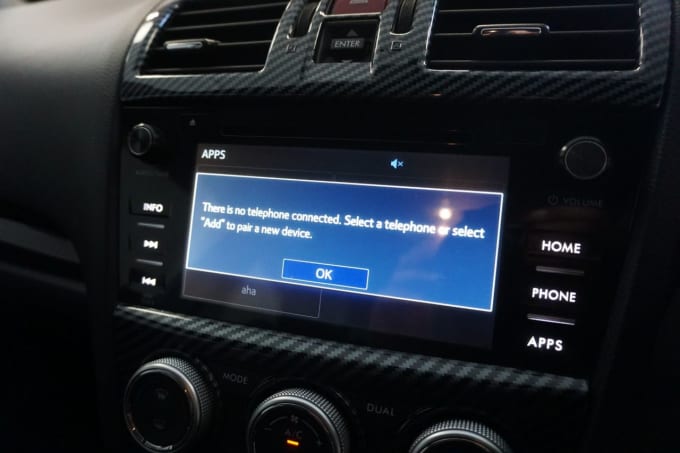 ENTER
APPS
There is no telephone connected. Select a telephone or select
"Add" to pair a new device.
OK
aha
INFO
VOLUME
HOME
PHONE
APPS
MODE
DUAL
A/C